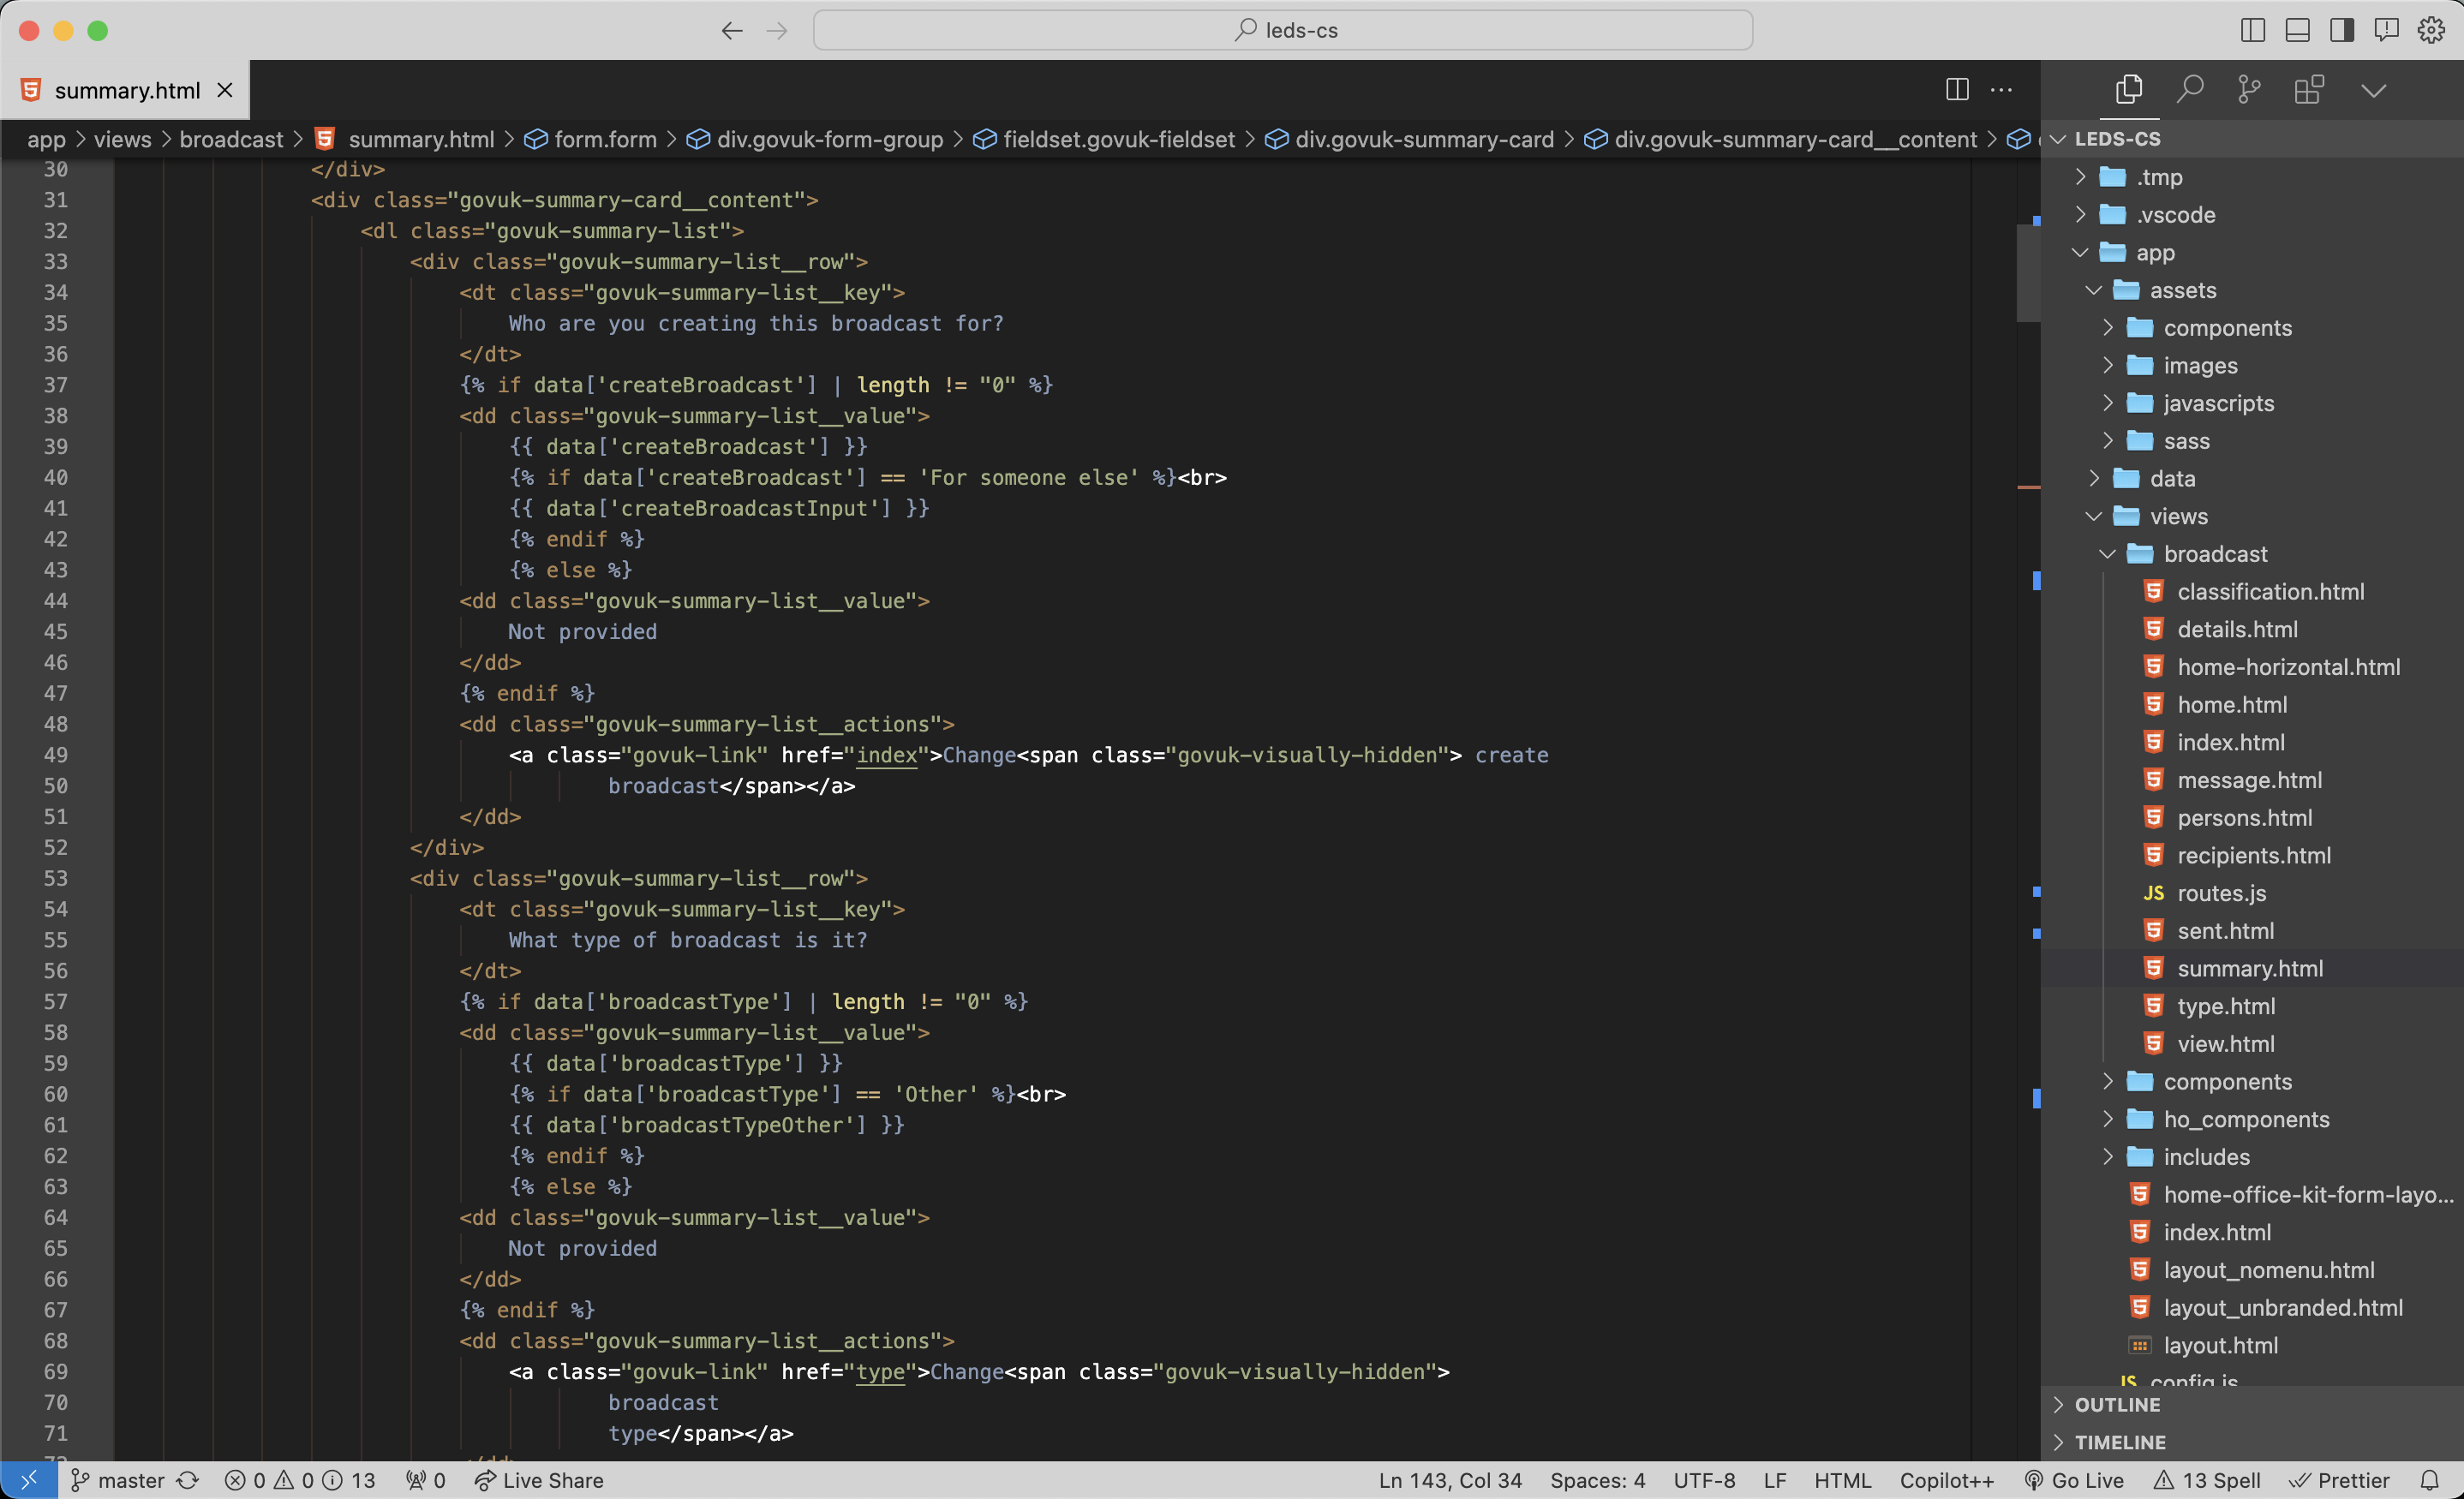 leds-cs
summary.html
app > views > broadcast > summary.html > form.form > div.govuk-form-group > fieldset.govuk-fieldset > div.govuk-summary-card > div.govuk-summary-card__content >
30 </div>
31 <div class="govuk-summary-card__content">
32 <dl class="govuk-summary-list">
33 <div class="govuk-summary-list__row">
34 <dt class="govuk-summary-list__key">
35 Who are you creating this broadcast for?
36 </dt>
37 {% if data['createBroadcast'] | length != "0" %}
38 <dd class="govuk-summary-list__value">
39 {{ data['createBroadcast'] }}
40 {% if data['createBroadcast'] == 'For someone else' %}<br>
41 {{ data['createBroadcastInput'] }}
42 {% endif %}
43 {% else %}
44 <dd class="govuk-summary-list__value">
45 Not provided
46 </dd>
47 {% endif %}
48 <dd class="govuk-summary-list__actions">
49 <a class="govuk-link" href="index">Change<span class="govuk-visually-hidden"> create
50 broadcast</span></a>
51 </dd>
52 </div>
53 <div class="govuk-summary-list__row">
54 <dt class="govuk-summary-list__key">
55 What type of broadcast is it?
56 </dt>
57 {% if data['broadcastType'] | length != "0" %}
58 <dd class="govuk-summary-list__value">
59 {{ data['broadcastType'] }}
60 {% if data['broadcastType'] == 'Other' %}<br>
61 {{ data['broadcastTypeOther'] }}
62 {% endif %}
63 {% else %}
64 <dd class="govuk-summary-list__value">
65 Not provided
66 </dd>
67 {% endif %}
68 <dd class="govuk-summary-list__actions">
69 <a class="govuk-link" href="type">Change<span class="govuk-visually-hidden">
70 broadcast
71 type</span></a>
LEDS-CS
.tmp
.vscode
app
assets
components
images
javascripts
sass
data
views
broadcast
classification.html
details.html
home-horizontal.html
home.html
index.html
message.html
persons.html
recipients.html
JS routes.js
sent.html
summary.html
type.html
view.html
components
ho_components
includes
home-office-kit-form-layo...
index.html
layout_nomenu.html
layout_unbranded.html
layout.html
JS config.js
OUTLINE
TIMELINE
master 0 0 13 0 Live Share Ln 143, Col 34 Spaces: 4 UTF-8 LF HTML Copilot++ Go Live 13 Spell Prettier